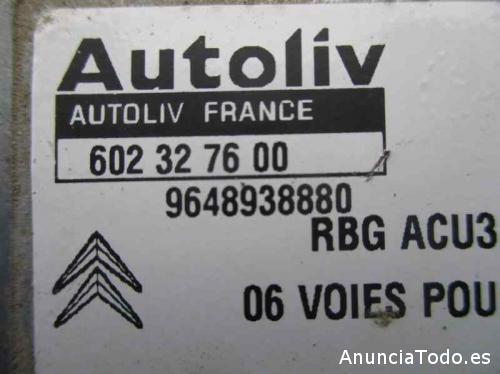 Autoliv
AUTOLIV FRANCE
602 32 76 00
9648938880
RBG ACU3
06 VOIES POU
AnunciaTodo.es